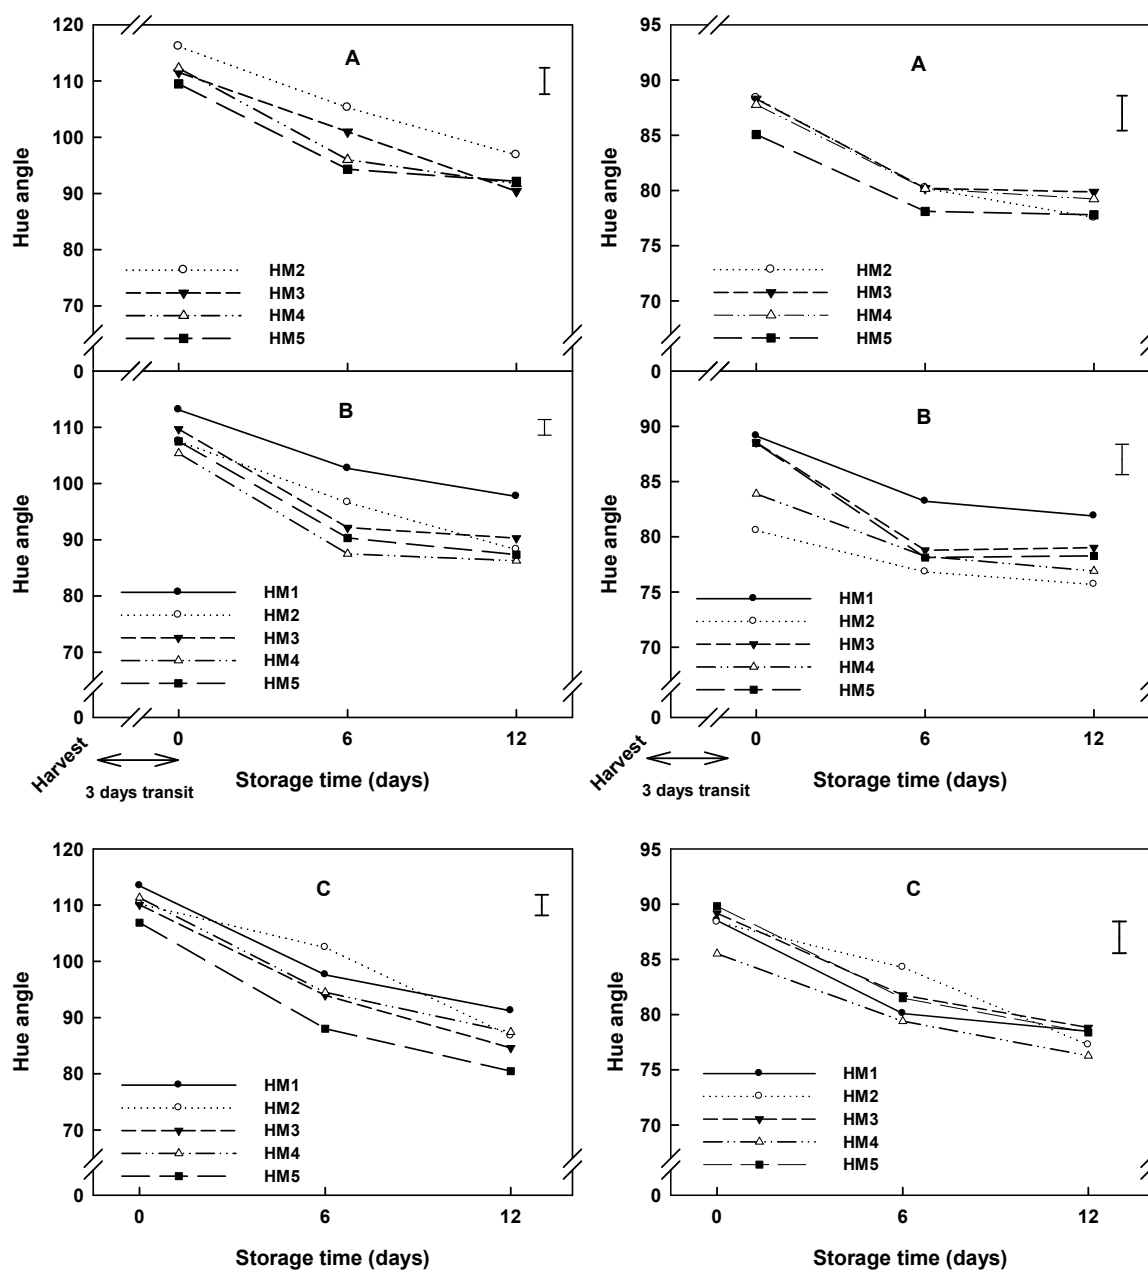 120
110
100
90
80
70
0
Hue angle
A
HM2
HM3
HM4
HM5
95
90
85
80
75
70
0
Hue angle
A
HM2
HM3
HM4
HM5
110
100
90
80
70
0
Hue angle
B
HM1
HM2
HM3
HM4
HM5
0 6 12
Harvest
3 days transit
Storage time (days)
90
85
80
75
70
0
Hue angle
B
HM1
HM2
HM3
HM4
HM5
0 6 12
Harvest
3 days transit
Storage time (days)
120
110
100
90
80
70
0
Hue angle
C
HM1
HM2
HM3
HM4
HM5
0 6 12
Storage time (days)
95
90
85
80
75
70
0
Hue angle
C
HM1
HM2
HM3
HM4
HM5
0 6 12
Storage time (days)